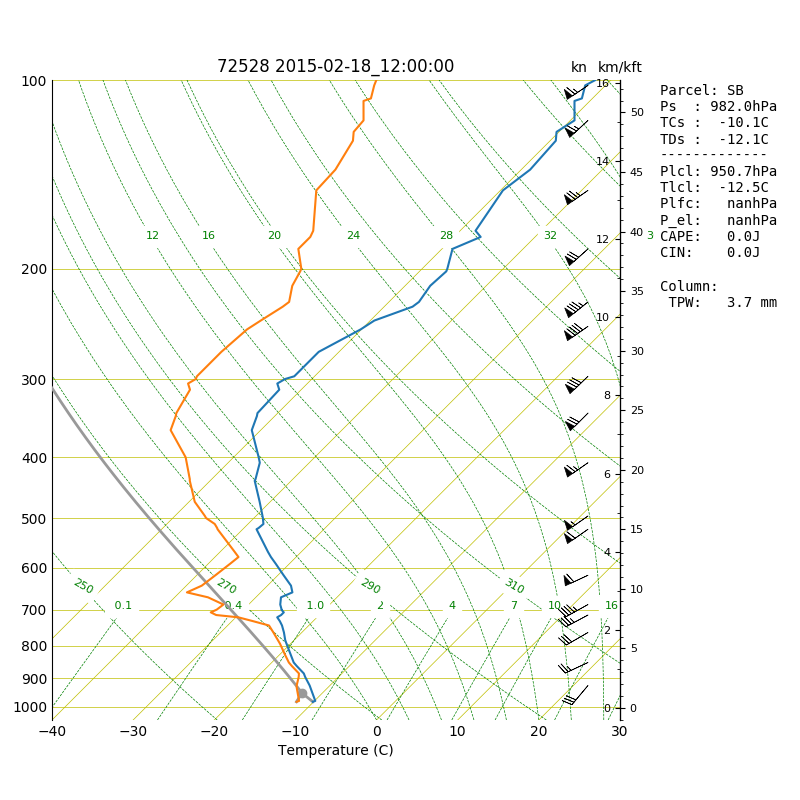 72528 2015-02-18_12:00:00
kn km/kft
100
200
300
400
500
600
700
800
900
1000
−40
−30
−20
−10
0
10
20
30
Temperature (C)
12 16 20 24 28 32 3
250 270 290 310
0.1 0.4 1.0 2 4 7 10 16
16
14
12
10
8
6
4
2
0
50
45
40
35
30
25
20
15
10
5
0
Parcel: SB
Ps : 982.0hPa
TCs : -10.1C
TDs : -12.1C
-------------
Plcl: 950.7hPa
Tlcl: -12.5C
Plfc: nanhPa
P_el: nanhPa
CAPE: 0.0J
CIN: 0.0J
Column:
TPW: 3.7 mm